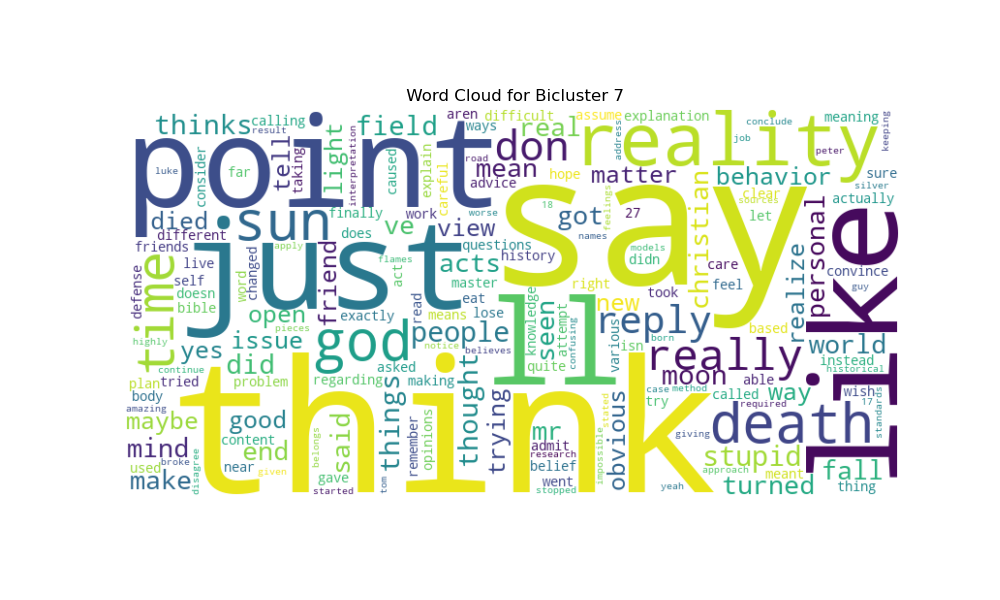 Word Cloud for Bicluster 7
thinks
calling
result
luke
consider
far
tell
taking
light
interpretation
field
caused
explain
careful
road
aren
ways
advice
difficult
don
mean
real
hope
assume
matter
explanation
address
reality
job
conclude
meaning
peter
keeping
behavior
sure
silver
actually
point
died
different
friends
sun
finally
does
work
worse
ve
view
say
18
got
names
feelings
27
christian
clear
sources
let
personal
like
just
apply
flames
act
acts
questions
history
master
models
didn
right
took
care
feel
realize
convince
guy
defense
live
self
doesn
bible
word
changed
time
highly
continue
open
pieces
friend
exactly
god
read
means
eat
lose
people
notice
believes
ll
knowledge
seen
attempt
quite
confusing
new
reply
various
isn
born
based
world
instead
historical
yes
issue
did
plan
tried
body
problem
regarding
asked
making
really
moon
case
method
try
able
called
way
required
wish
17
standards
amazing
maybe
good
content
mind
broke
used
near
end
given
make
disagree
gave
belongs
started
said
think
things
tom
remember
opinions
thought
trying
mr
admit
research
belief
went
stopped
impossible
stated
obvious
yeah
giving
death
stupid
approach
meant
turned
fall
thing